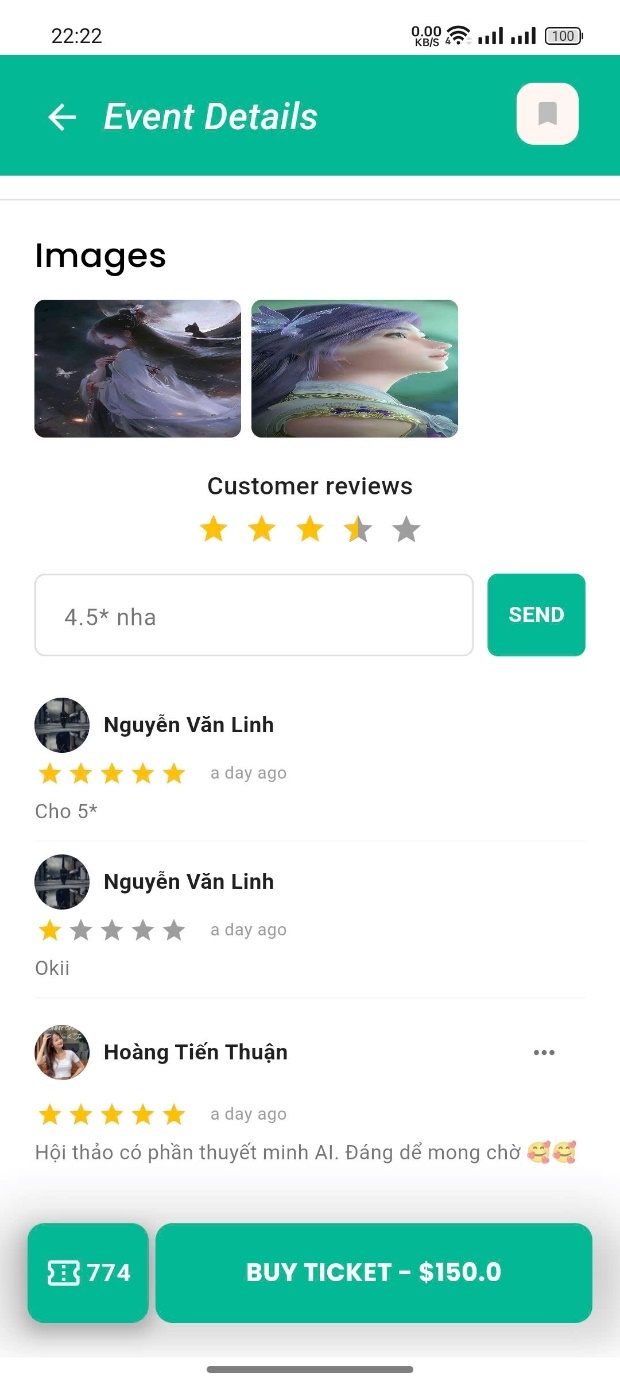 22:22
0.00
KB/S
4
100
Event Details
Images
Customer reviews
4.5* nha
SEND
Nguyễn Văn Linh
a day ago
Cho 5*
Nguyễn Văn Linh
a day ago
Okii
Hoàng Tiến Thuận
a day ago
Hội thảo có phần thuyết minh AI. Đáng dể mong chờ 🥰🥰
774
BUY TICKET - $150.0